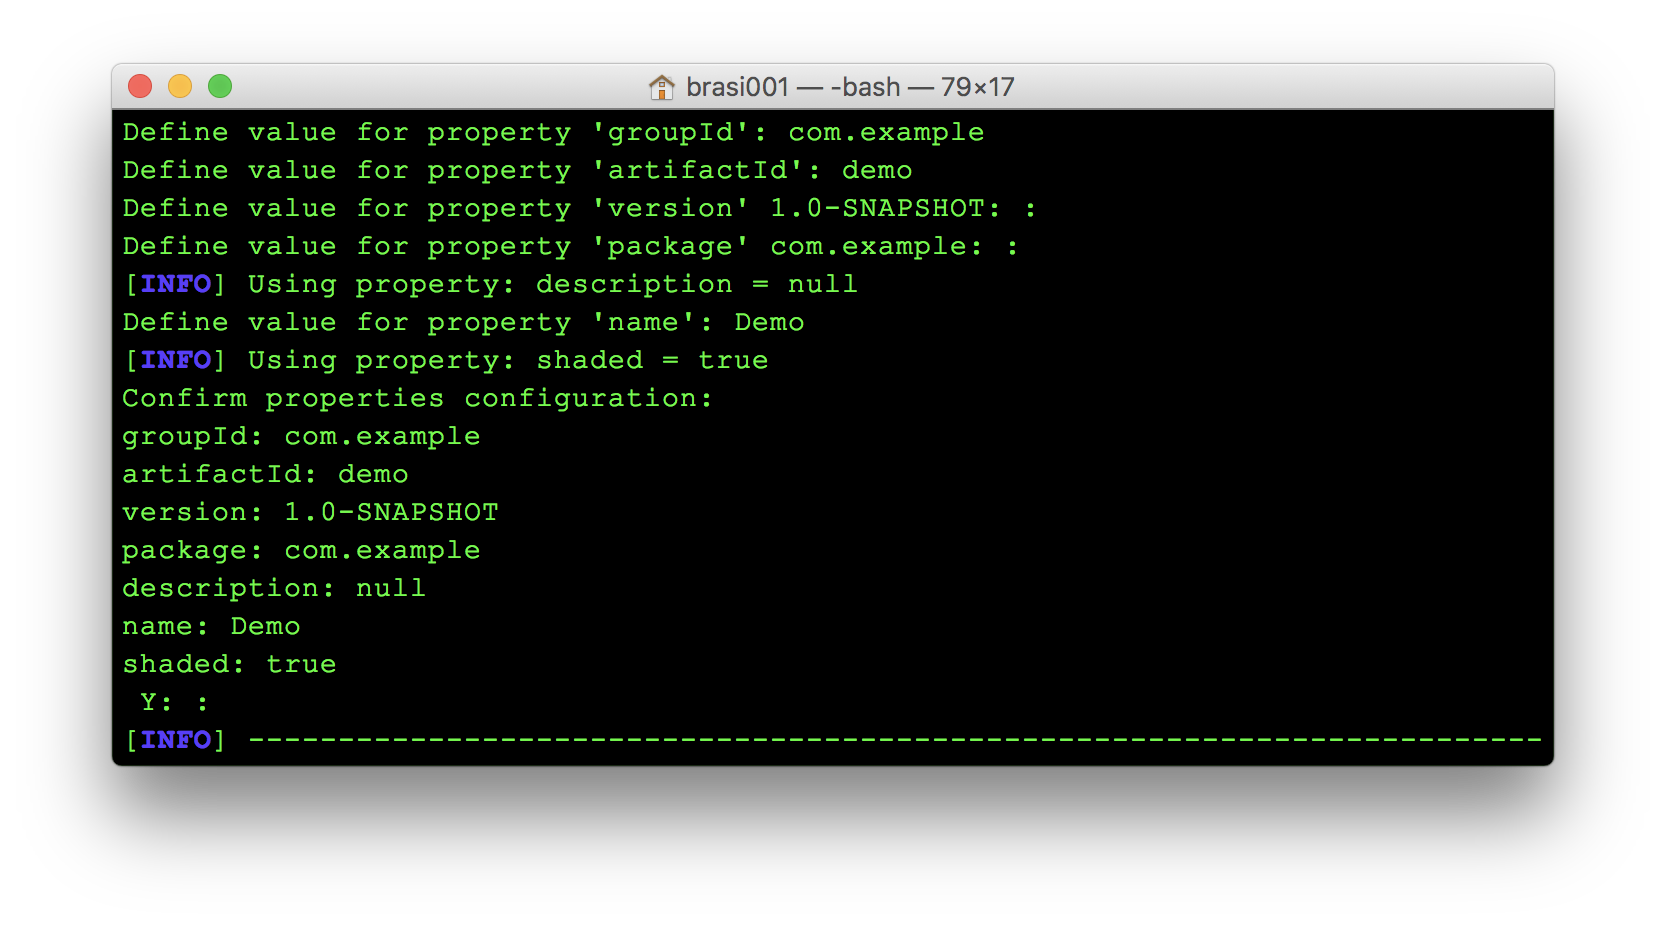 brasi001 — -bash — 79×17
Define value for property 'groupId': com.example
Define value for property 'artifactId': demo
Define value for property 'version' 1.0-SNAPSHOT: :
Define value for property 'package' com.example: :
[INFO] Using property: description = null
Define value for property 'name': Demo
[INFO] Using property: shaded = true
Confirm properties configuration:
groupId: com.example
artifactId: demo
version: 1.0-SNAPSHOT
package: com.example
description: null
name: Demo
shaded: true
 Y: :
[INFO] ------------------------------------------------------------------------